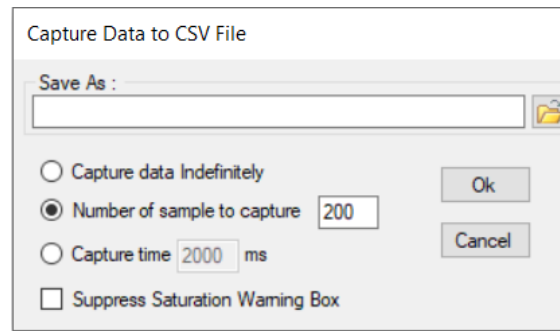 Capture Data to CSV File
Save As :
Capture data Indefinitely
Ok
Number of sample to capture 200
Cancel
Capture time 2000 ms
Suppress Saturation Warning Box